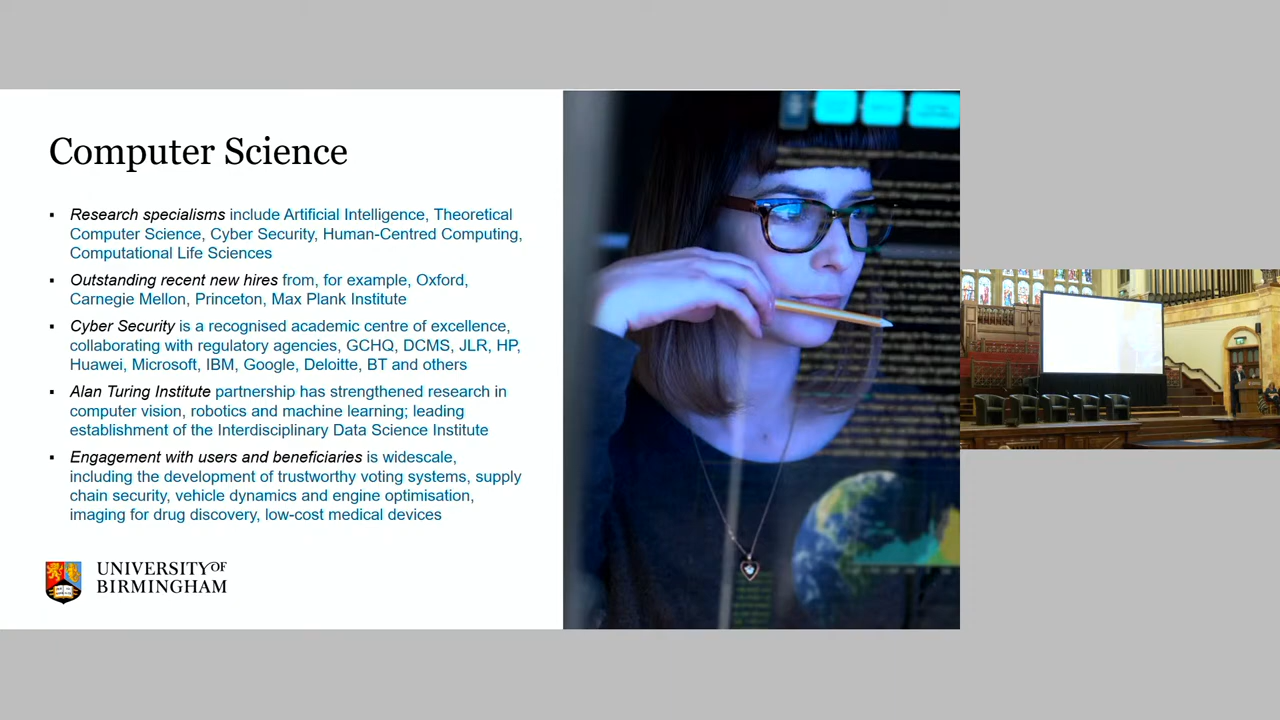 Computer Science
▪ Research specialisms include Artificial Intelligence, Theoretical
Computer Science, Cyber Security, Human-Centred Computing,
Computational Life Sciences
▪ Outstanding recent new hires from, for example, Oxford,
Carnegie Mellon, Princeton, Max Plank Institute
▪ Cyber Security is a recognised academic centre of excellence,
collaborating with regulatory agencies, GCHQ, DCMS, JLR, HP,
Huawei, Microsoft, IBM, Google, Deloitte, BT and others
▪ Alan Turing Institute partnership has strengthened research in
computer vision, robotics and machine learning; leading
establishment of the Interdisciplinary Data Science Institute
▪ Engagement with users and beneficiaries is widescale,
including the development of trustworthy voting systems, supply
chain security, vehicle dynamics and engine optimisation,
imaging for drug discovery, low-cost medical devices
UNIVERSITY OF
BIRMINGHAM